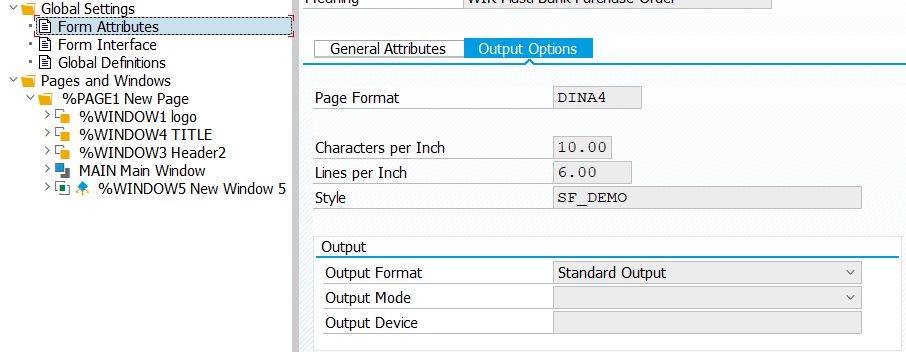 Global Settings
Form Attributes
Form Interface
Global Definitions
Pages and Windows
%PAGE1 New Page
%WINDOW1 logo
%WINDOW4 TITLE
%WINDOW3 Header2
MAIN Main Window
%WINDOW5 New Window 5
Meaning
General Attributes Output Options
Page Format DINA4
Characters per Inch 10.00
Lines per Inch 6.00
Style SF_DEMO
Output
Output Format Standard Output
Output Mode
Output Device